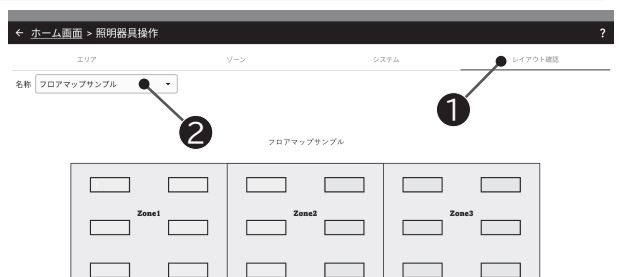 ← ホーム画面 > 照明器具操作 ?
エリア ゾーン システム レイアウト確認
名称 フロアマップサンプル
1
2
フロアマップサンプル
Zone1 Zone2 Zone3